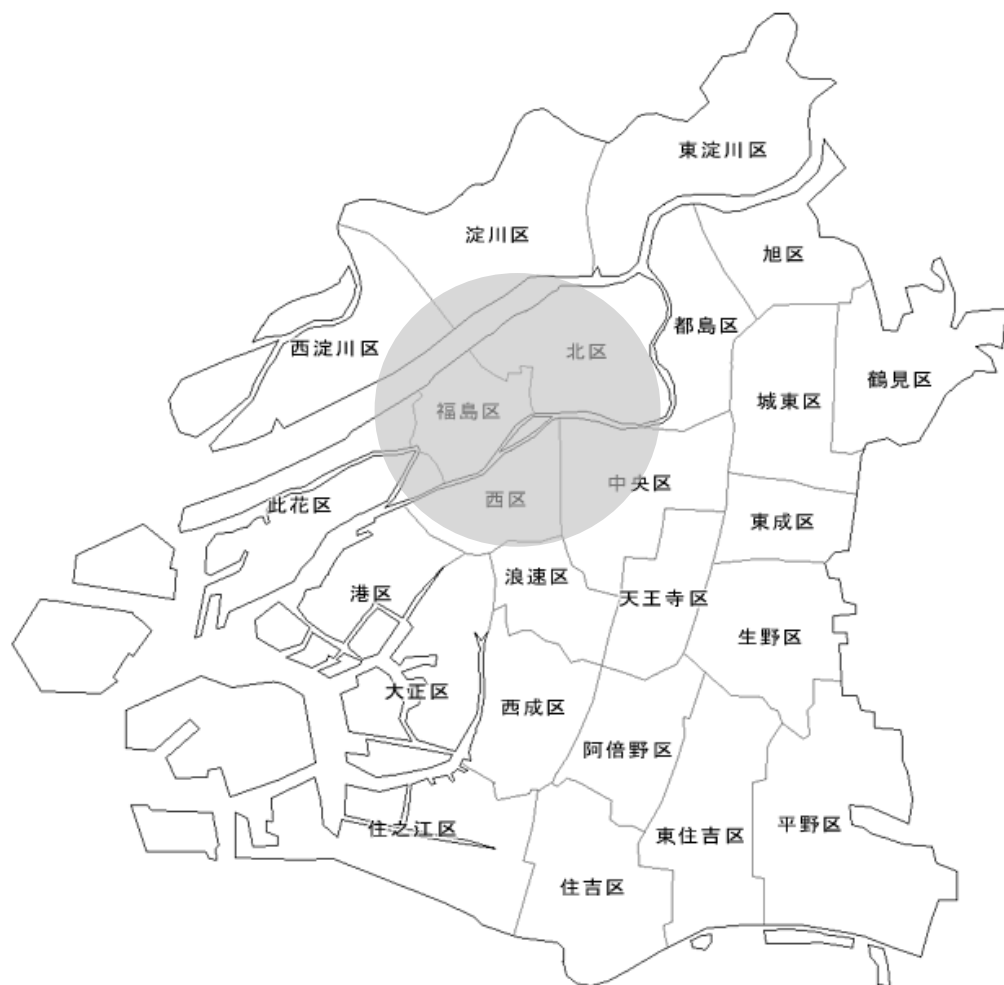 東淀川区
淀川区
旭区
都島区
西淀川区
北区
鶴見区
城東区
福島区
中央区
西区
此花区
東成区
浪速区
港区
天王寺区
生野区
大正区
西成区
阿倍野区
住之江区
東住吉区
平野区
住吉区